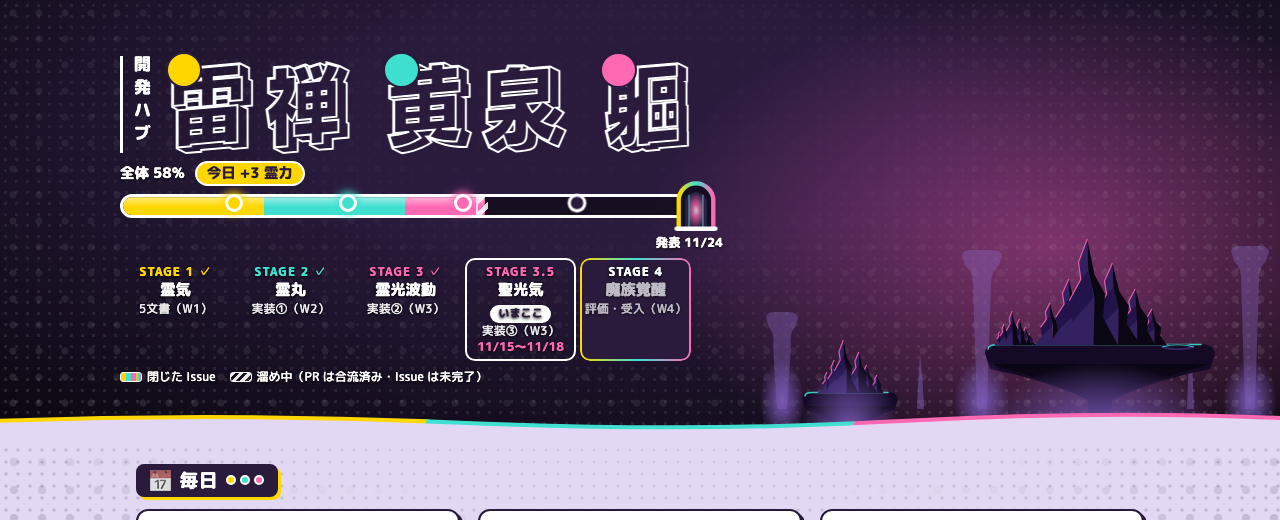 開発ハブ
雷禅 黄泉 軀
全体 58% 今日 +3 霊力
発表 11/24
STAGE 1 ✓
霊気
5文書（W1）
STAGE 2 ✓
霊丸
実装①（W2）
STAGE 3 ✓
霊光波動
実装②（W3）
STAGE 3.5
聖光気
いまここ
実装③（W3）
11/15〜11/18
STAGE 4
魔族覚醒
評価・受入（W4）
閉じた Issue 溜め中（PR は合流済み・Issue は未完了）
17 毎日